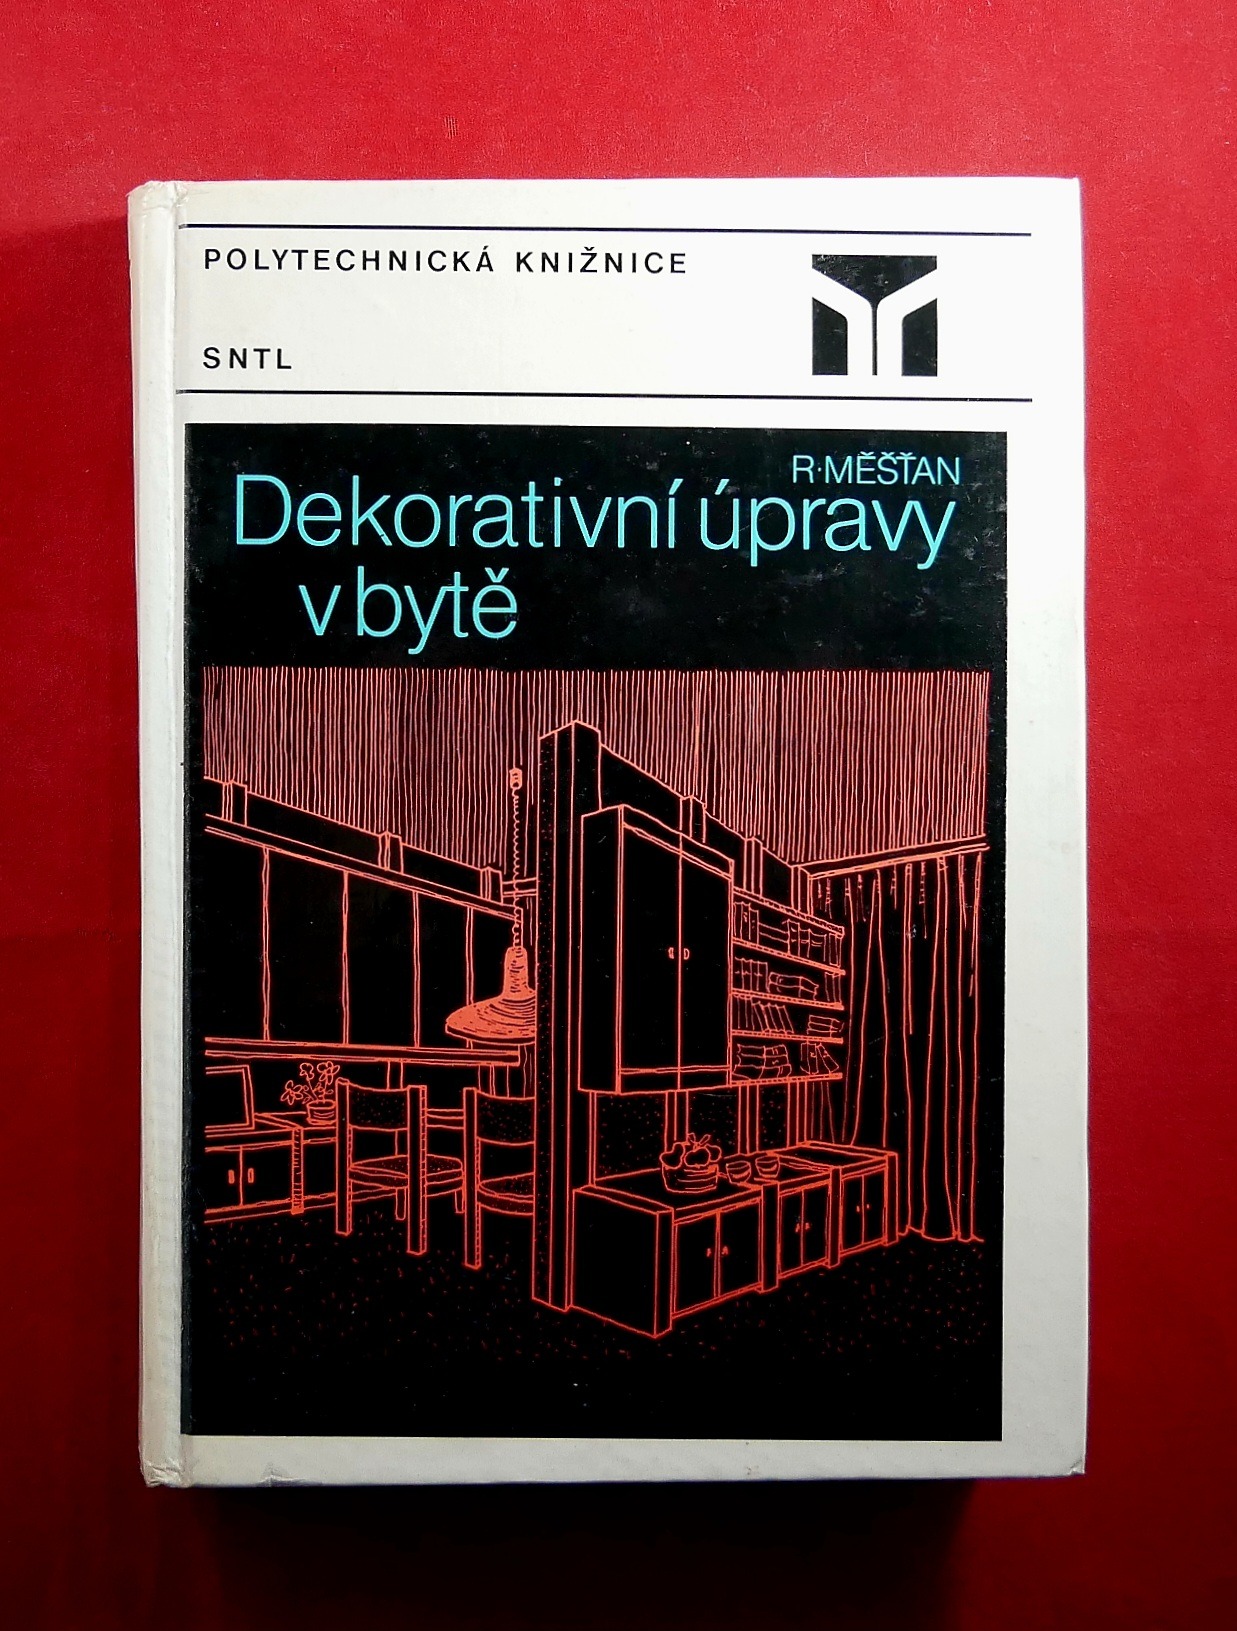 POLYTECHNICKÁ KNIŽNICE
SNTL
R·MĚŠŤAN
Dekorativní úpravy
v bytě